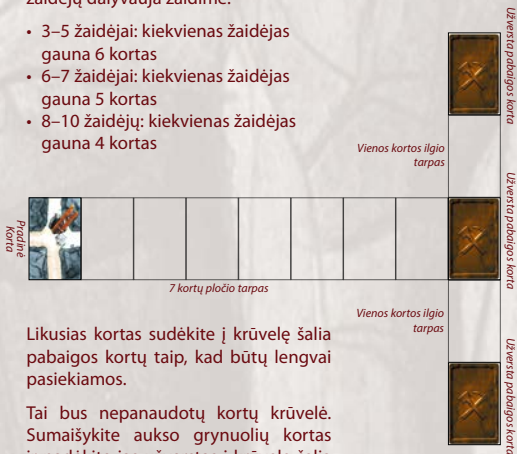 žaidėjų dalyvauja žaidime.
• 3–5 žaidėjai: kiekvienas žaidėjas
gauna 6 kortas
• 6–7 žaidėjai: kiekvienas žaidėjas
gauna 5 kortas
• 8–10 žaidėjų: kiekvienas žaidėjas
gauna 4 kortas
Užversta pabaigos korta
Vienos kortos ilgio
tarpas
Pradinė
Korta
Užversta pabaigos korta
7 kortų pločio tarpas
Vienos kortos ilgio
tarpas
Užversta pabaigos korta
Likusias kortas sudėkite į krūvelę šalia
pabaigos kortų taip, kad būtų lengvai
pasiekiamos.
Tai bus nepanaudotų kortų krūvelė.
Sumaišykite aukso grynuolių kortas